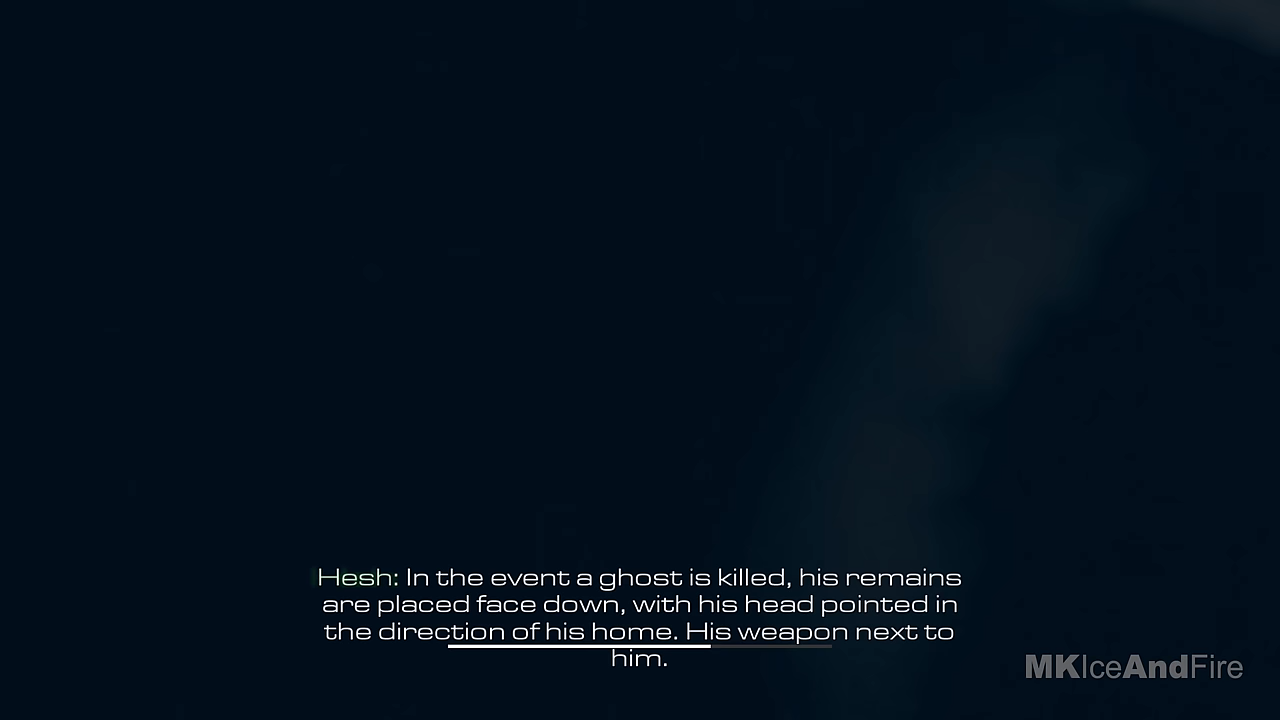 Hesh: In the event a ghost is killed, his remains
are placed face down, with his head pointed in
the direction of his home. His weapon next to
him.
MKIceAndFire